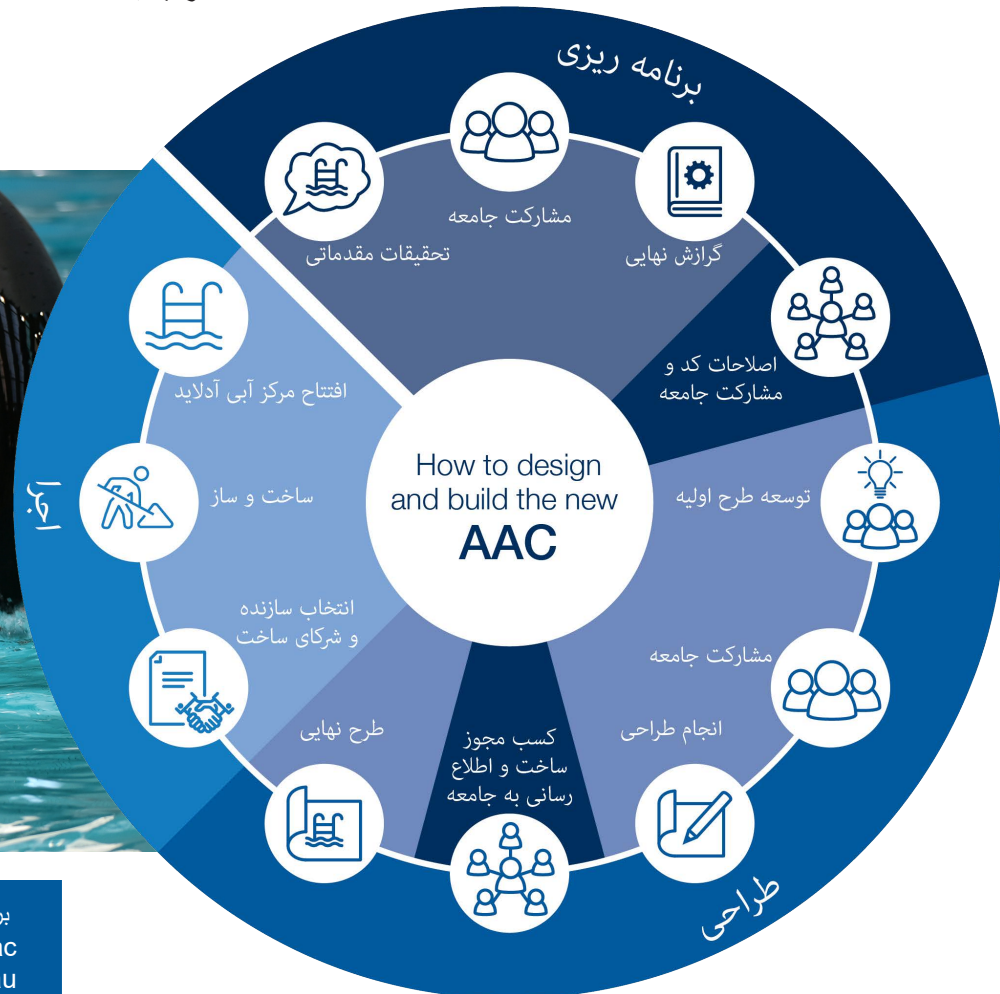 برنامه ریزی
تحقیقات مقدماتی
مشارکت جامعه
گرازش نهایی
اصلاحات کد و
مشارکت جامعه
توسعه طرح اولیه
مشارکت جامعه
انجام طراحی
کسب مجوز
ساخت و اطلاع
رسانی به جامعه
طرح نهایی
طراحی
انتخاب سازنده
و شرکای ساخت
ساخت و ساز
افتتاح مرکز آبی آدلاید
اجرا
How to design
and build the new
AAC